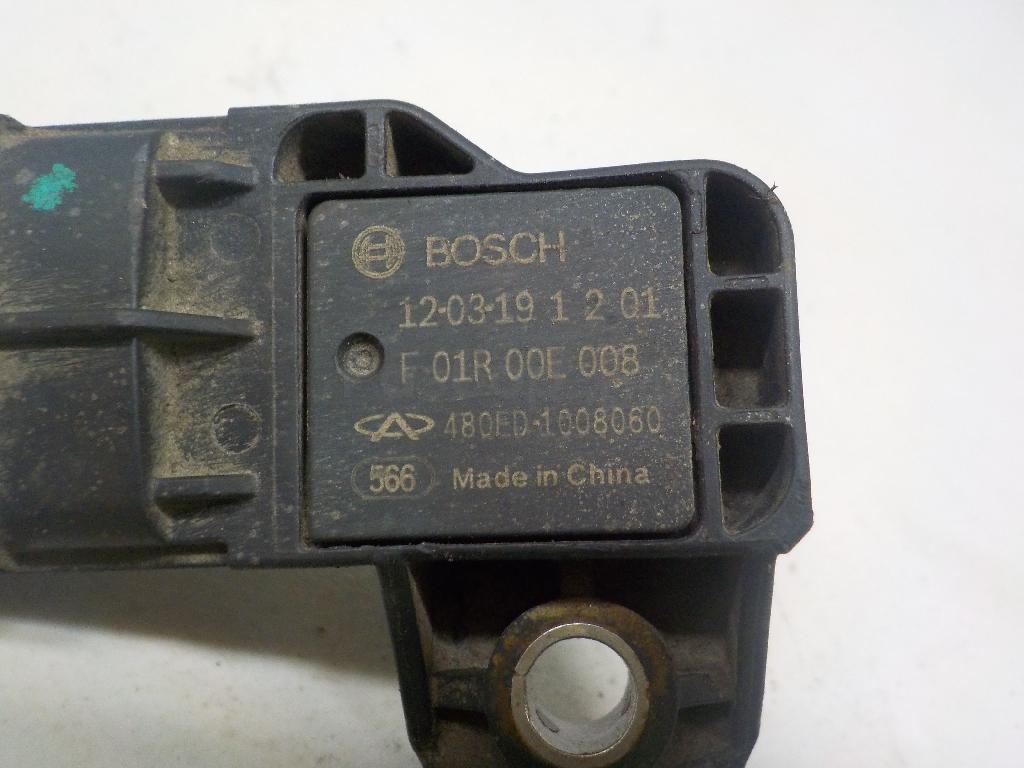 BOSCH
12-03-19 1 2 01
F 01R 00E 008
480ED-1008060
566 Made in China